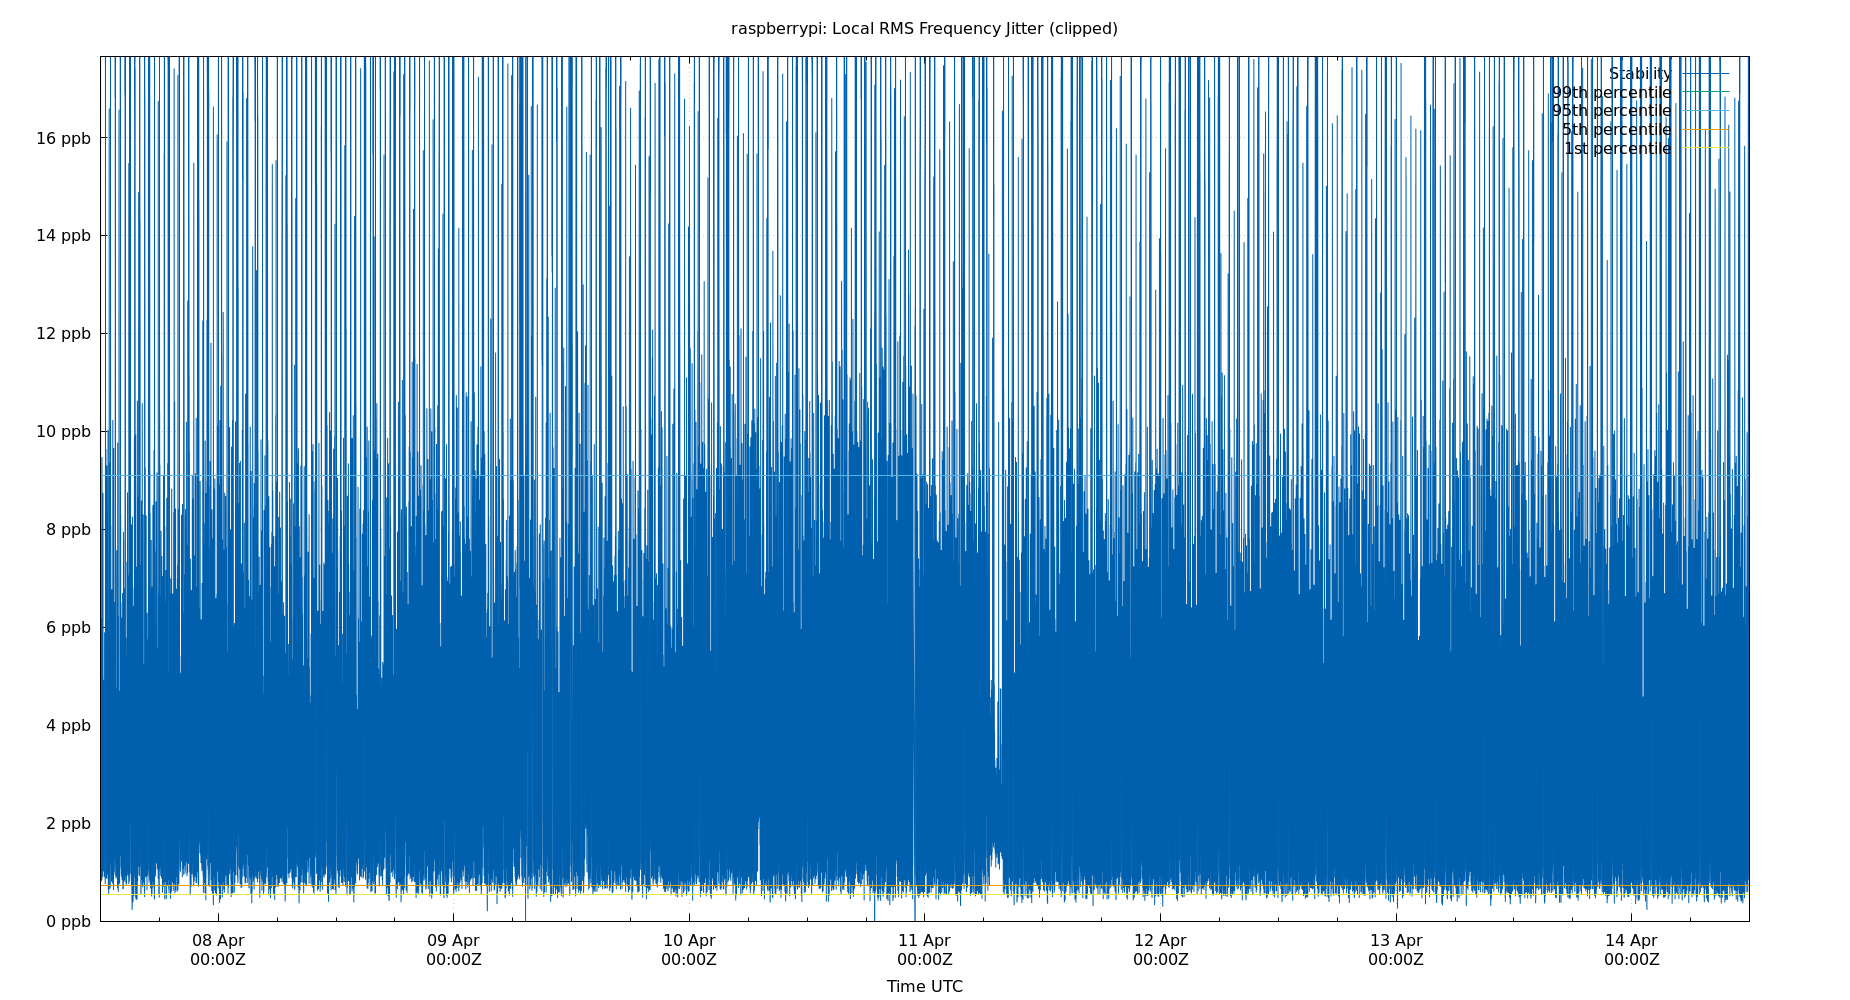 raspberrypi: Local RMS Frequency Jitter (clipped)
Stability
99th percentile
95th percentile
5th percentile
1st percentile
16 ppb
14 ppb
12 ppb
10 ppb
8 ppb
6 ppb
4 ppb
2 ppb
0 ppb
08 Apr 09 Apr 10 Apr 11 Apr 12 Apr 13 Apr 14 Apr
00:00Z 00:00Z 00:00Z 00:00Z 00:00Z 00:00Z 00:00Z
Time UTC